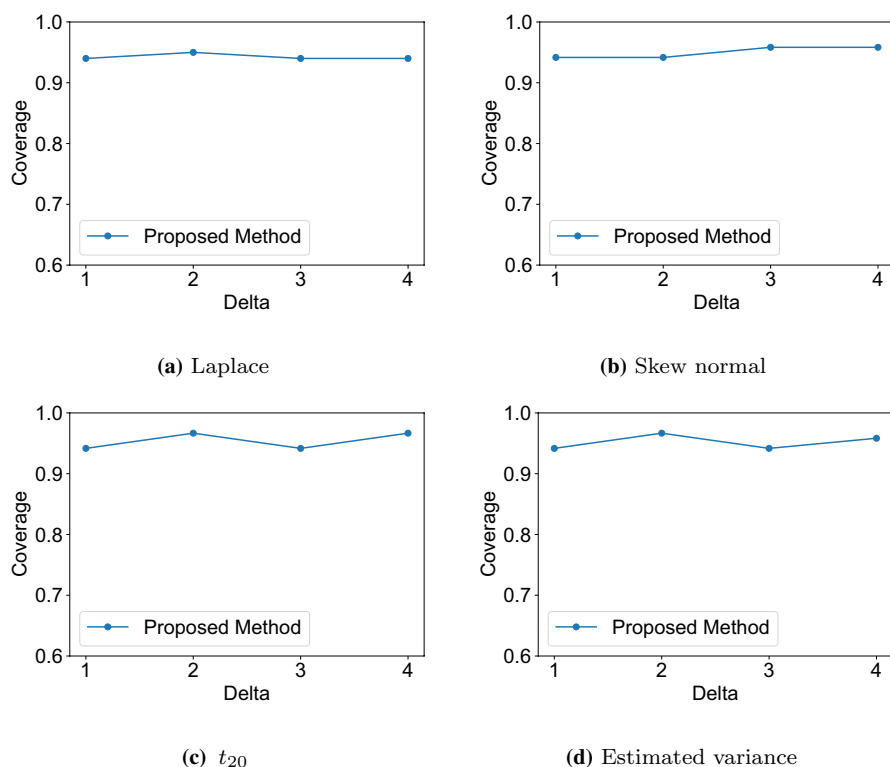 1.0
0.9
0.8
0.7
0.6
Coverage
Proposed Method
1 2 3 4
Delta
(a) Laplace
1.0
0.9
0.8
0.7
0.6
Coverage
Proposed Method
1 2 3 4
Delta
(b) Skew normal
1.0
0.9
0.8
0.7
0.6
Coverage
Proposed Method
1 2 3 4
Delta
(c) t₂₀
1.0
0.9
0.8
0.7
0.6
Coverage
Proposed Method
1 2 3 4
Delta
(d) Estimated variance